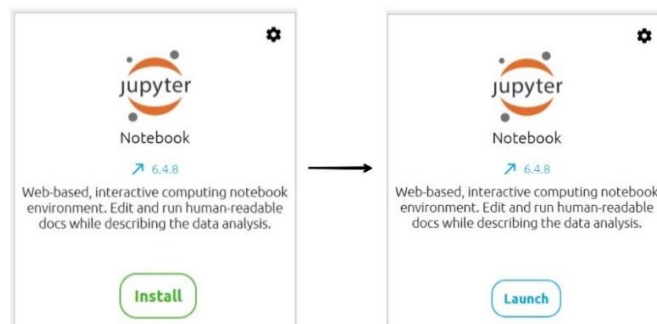 Jupyter
Notebook
6.4.8
Web-based, interactive computing notebook
environment. Edit and run human-readable
docs while describing the data analysis.
Install
Jupyter
Notebook
6.4.8
Web-based, interactive computing notebook
environment. Edit and run human-readable
docs while describing the data analysis.
Launch